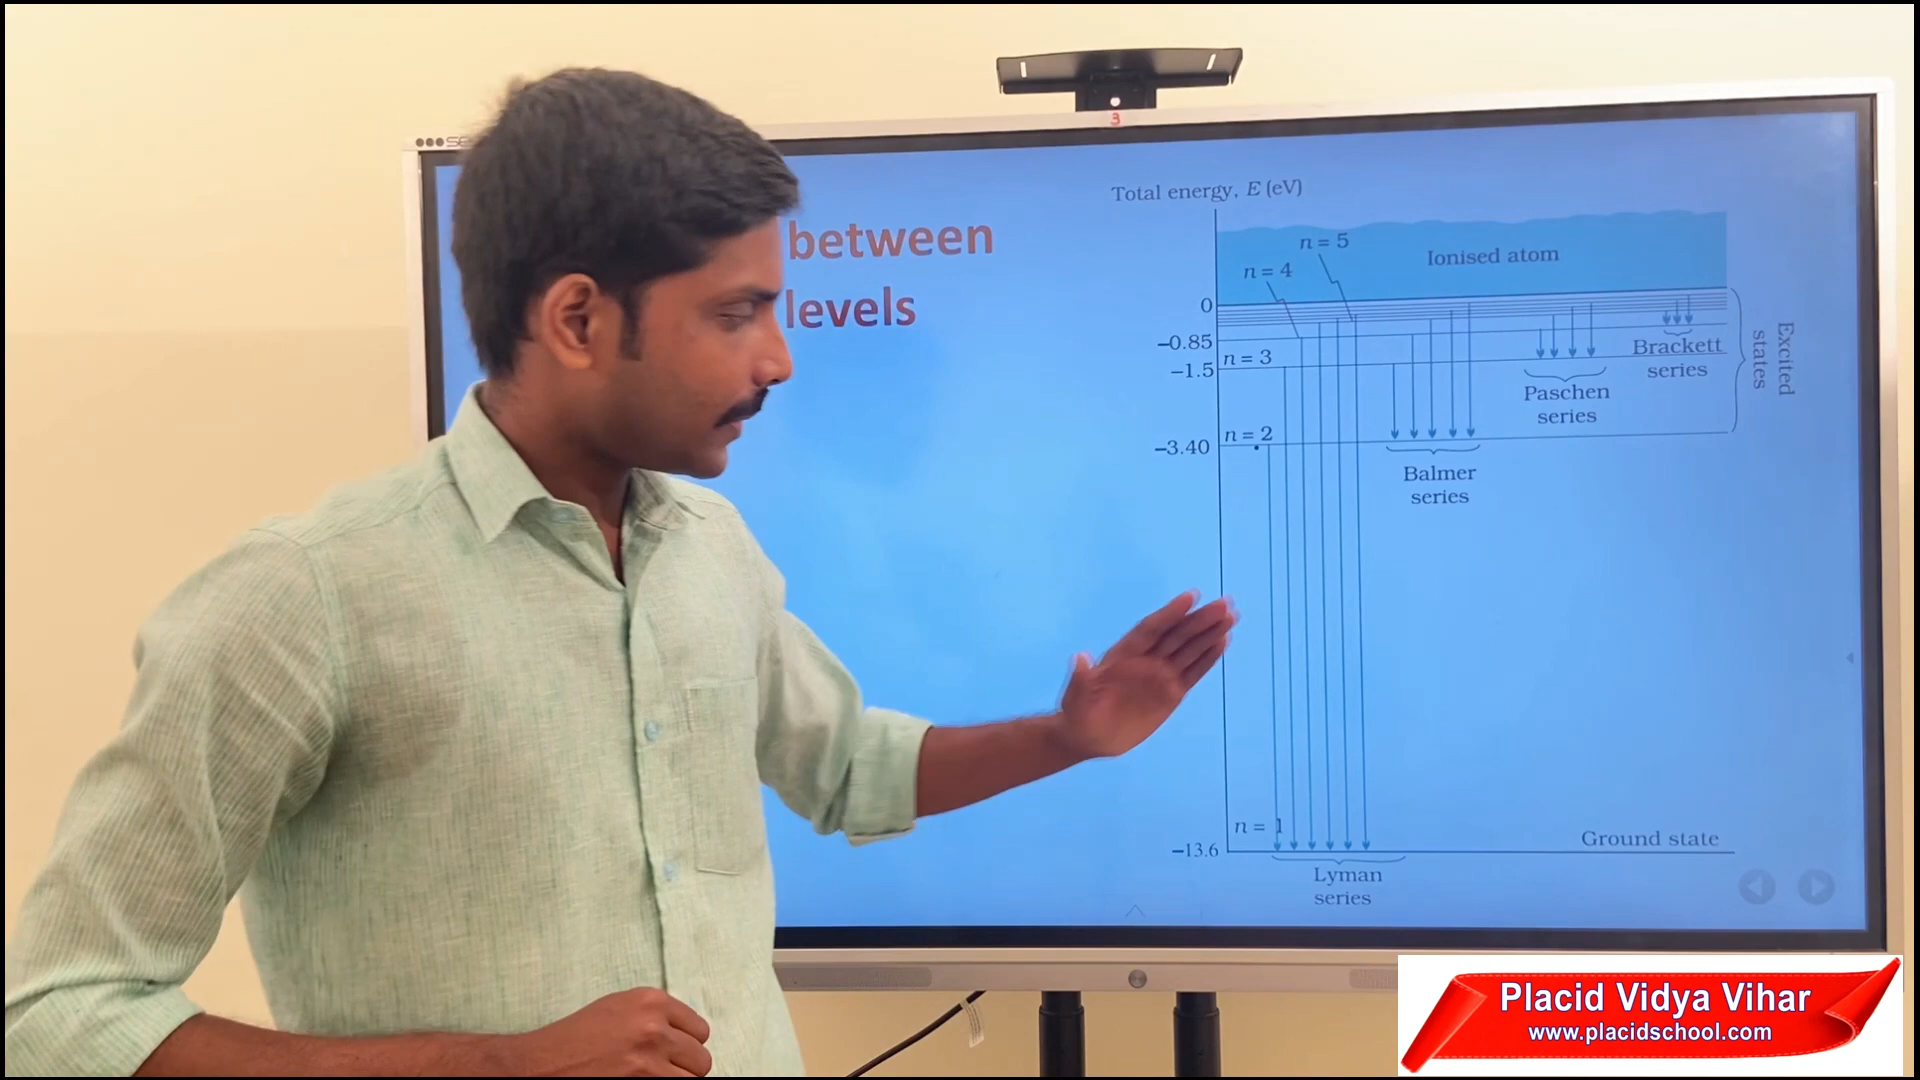 3
between
levels
Total energy, E (eV)
n = 5
n = 4
Ionised atom
0
−0.85
n = 3
−1.5
Brackett
series
Excited
states
Paschen
series
n = 2
−3.40
Balmer
series
n = 1
Ground state
−13.6
Lyman
series
Placid Vidya Vihar
www.placidschool.com